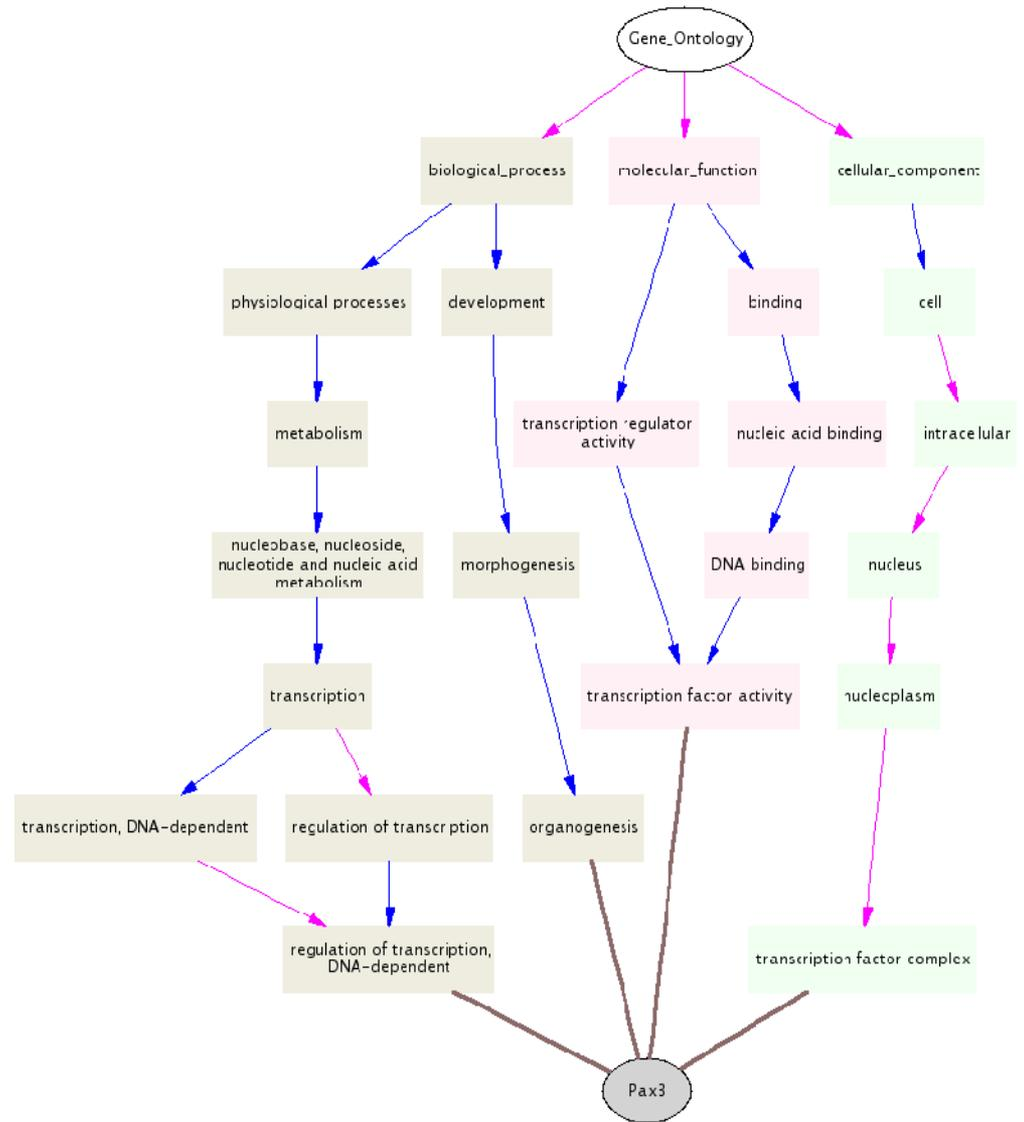 Gene_Ontology
biological_process
molecular_function
cellular_component
physiological processes
development
binding
cell
metabolism
transcription regulator
activity
nucleic acid binding
intracellular
nucleobase, nucleoside,
nucleotide and nucleic acid
metabolism
morphogenesis
DNA binding
nucleus
transcription
transcription factor activity
nucleoplasm
transcription, DNA-dependent
regulation of transcription
organogenesis
regulation of transcription,
DNA-dependent
transcription factor complex
Pax3